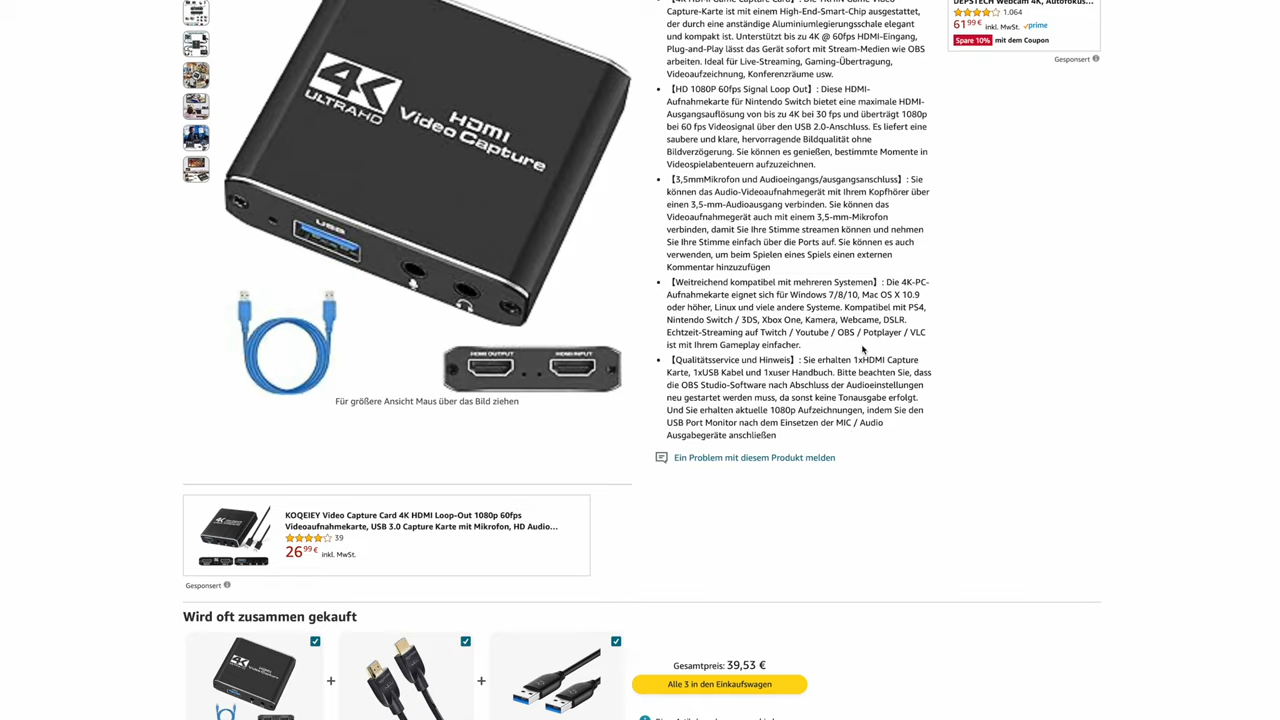 Capture-Karte ist mit einem High-End-Smart-Chip ausgestattet,
der durch eine anständige Aluminiumlegierungsschale elegant
und kompakt ist. Unterstützt bis zu 4K @ 60fps HDMI-Eingang,
Plug-and-Play lässt das Gerät sofort mit Stream-Medien wie OBS
arbeiten. Ideal für Live-Streaming, Gaming-Übertragung,
Videoaufzeichnung, Konferenzräume usw.
【HD 1080P 60fps Signal Loop Out】: Diese HDMI-
Aufnahmekarte für Nintendo Switch bietet eine maximale HDMI-
Ausgangsauflösung von bis zu 4K bei 30 fps und überträgt 1080p
bei 60 fps Videosignal über den USB 2.0-Anschluss. Es liefert eine
saubere und klare, hervorragende Bildqualität ohne
Bildverzögerung. Sie können es genießen, bestimmte Momente in
Videospielabenteuern aufzuzeichnen.
【3,5mmMikrofon und Audioeingangs/ausgangsanschluss】: Sie
können das Audio-Videoaufnahmegerät mit Ihrem Kopfhörer über
einen 3,5-mm-Audioausgang verbinden. Sie können das
Videoaufnahmegerät auch mit einem 3,5-mm-Mikrofon
verbinden, damit Sie Ihre Stimme streamen können und nehmen
Sie Ihre Stimme einfach über die Ports auf. Sie können es auch
verwenden, um beim Spielen eines Spiels einen externen
Kommentar hinzuzufügen
【Weitreichend kompatibel mit mehreren Systemen】: Die 4K-PC-
Aufnahmekarte eignet sich für Windows 7/8/10, Mac OS X 10.9
oder höher, Linux und viele andere Systeme. Kompatibel mit PS4,
Nintendo Switch / 3DS, Xbox One, Kamera, Webcame, DSLR.
Echtzeit-Streaming auf Twitch / Youtube / OBS / Potplayer / VLC
ist mit Ihrem Gameplay einfacher.
【Qualitätsservice und Hinweis】: Sie erhalten 1xHDMI Capture
Karte, 1xUSB Kabel und 1xuser Handbuch. Bitte beachten Sie, dass
die OBS Studio-Software nach Abschluss der Audioeinstellungen
neu gestartet werden muss, da sonst keine Tonausgabe erfolgt.
Und Sie erhalten aktuelle 1080p Aufzeichnungen, indem Sie den
USB Port Monitor nach dem Einsetzen der MIC / Audio
Ausgabegeräte anschließen
Ein Problem mit diesem Produkt melden
DEPSTECH Webcam 4K, Autofokus...
1.064
61 99 € inkl. MwSt. prime
Spare 10% mit dem Coupon
Gesponsert
4K
ULTRAHD
HDMI
Video Capture
USB
HDMI OUTPUT
HDMI INPUT
Für größere Ansicht Maus über das Bild ziehen
KOQEIEY Video Capture Card 4K HDMI Loop-Out 1080p 60fps
Videoaufnahmekarte, USB 3.0 Capture Karte mit Mikrofon, HD Audio...
39
26 99 € inkl. MwSt.
Gesponsert
Wird oft zusammen gekauft
+
+
Gesamtpreis: 39,53 €
Alle 3 in den Einkaufswagen